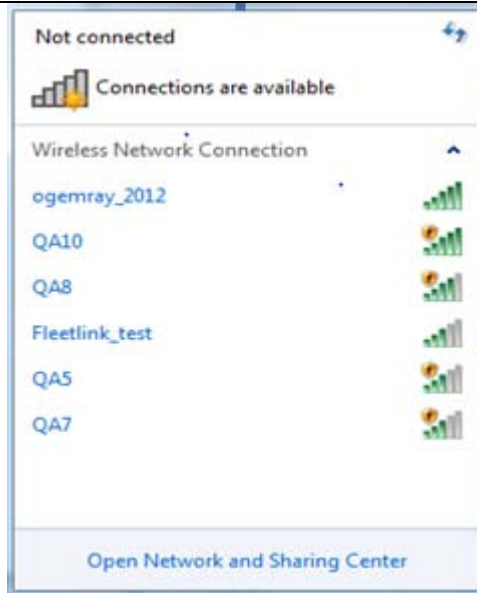 Not connected
Connections are available
Wireless Network Connection
ogemray_2012
QA10
QA8
Fleetlink_test
QA5
QA7
Open Network and Sharing Center